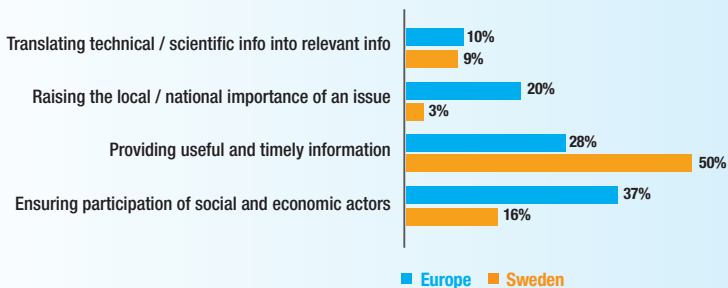 Translating technical / scientific info into relevant info
10%
9%
Raising the local / national importance of an issue
20%
3%
Providing useful and timely information
28%
50%
Ensuring participation of social and economic actors
37%
16%
Europe Sweden